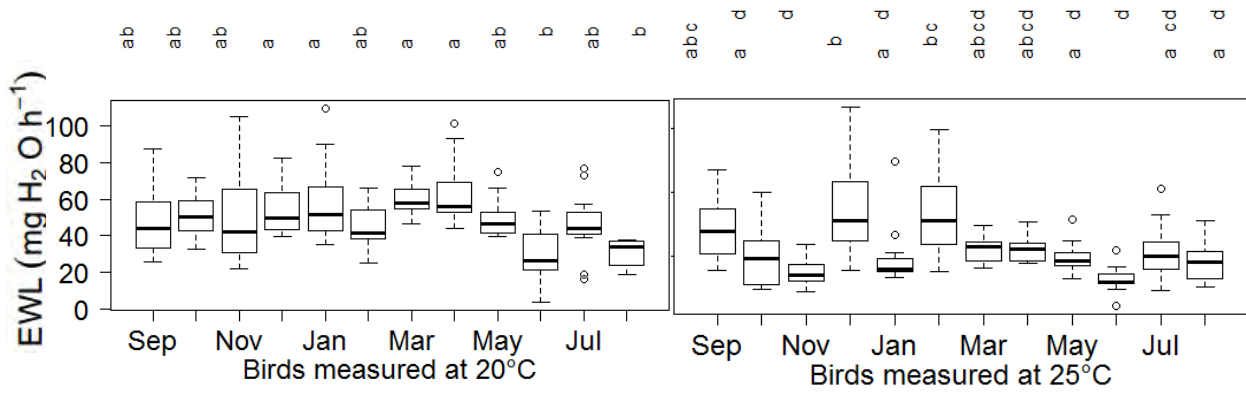 ab ab ab a a ab a a ab b ab b
abc a d d b a d bc abcd abcd a d d a cd a d
EWL (mg H₂ O h⁻¹)
100
80
60
40
20
0
Sep Nov Jan Mar May Jul
Birds measured at 20°C
Sep Nov Jan Mar May Jul
Birds measured at 25°C